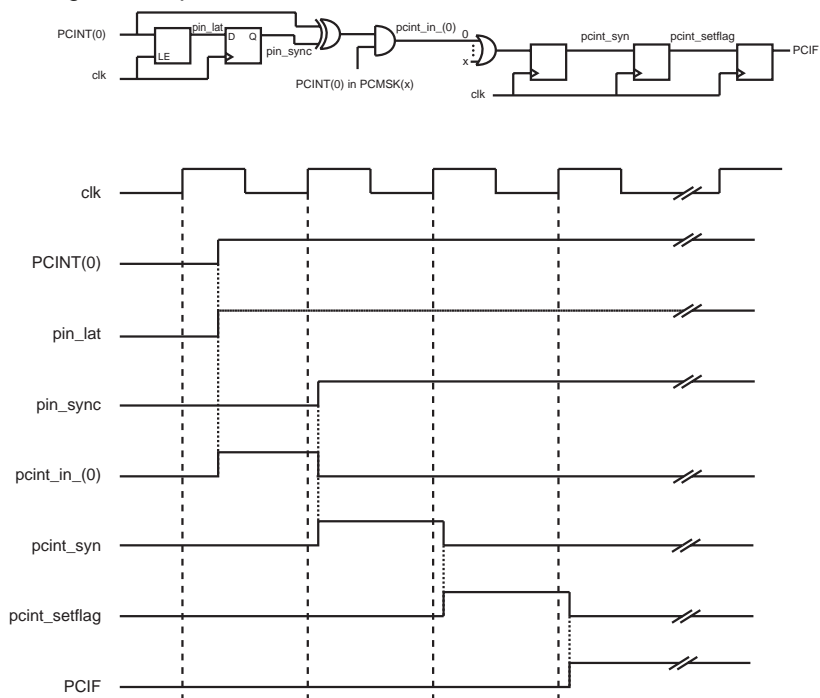 PCINT(0)
LE
pin_lat
D Q
pin_sync
clk
pcint_in_(0)
PCINT(0) in PCMSK(x)
0
x
clk
pcint_syn
pcint_setflag
PCIF
clk
PCINT(0)
pin_lat
pin_sync
pcint_in_(0)
pcint_syn
pcint_setflag
PCIF